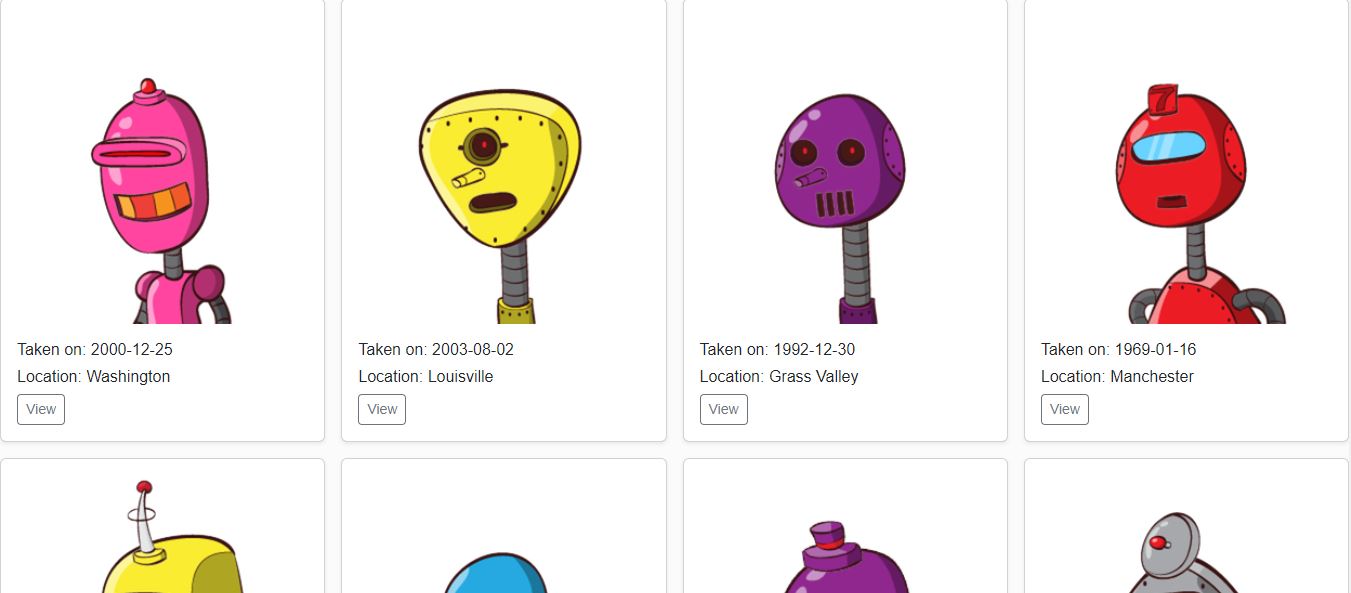 7
Taken on: 2000-12-25
Location: Washington
View
Taken on: 2003-08-02
Location: Louisville
View
Taken on: 1992-12-30
Location: Grass Valley
View
Taken on: 1969-01-16
Location: Manchester
View